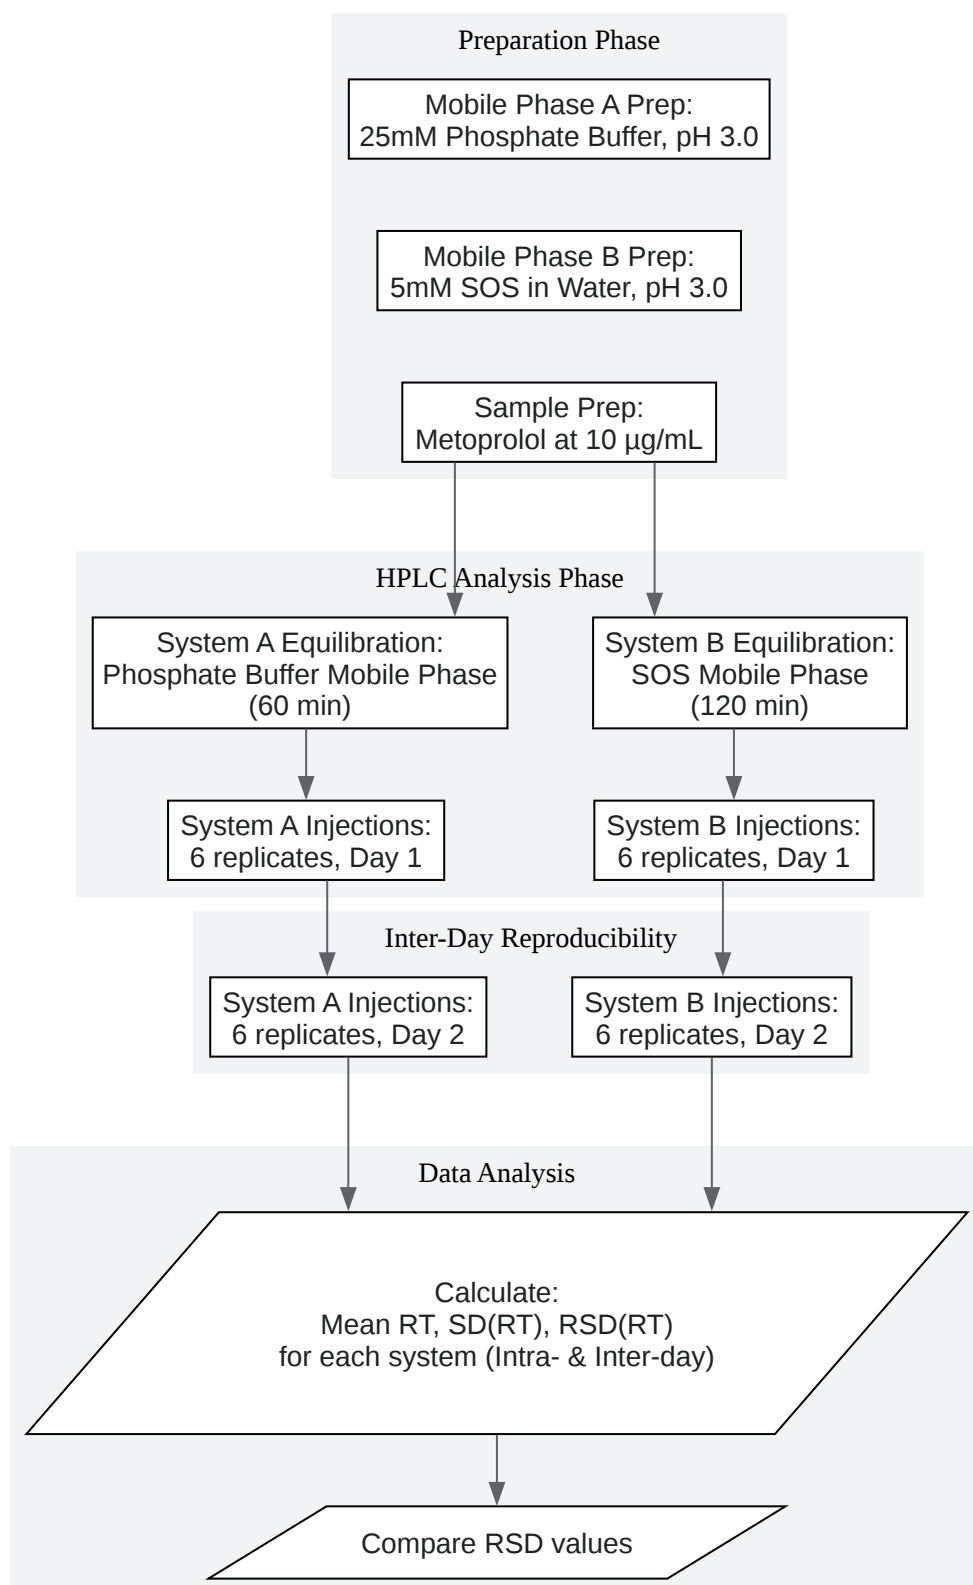 Preparation Phase
Mobile Phase A Prep:
25mM Phosphate Buffer, pH 3.0
Mobile Phase B Prep:
5mM SOS in Water, pH 3.0
Sample Prep:
Metoprolol at 10 µg/mL
HPLC Analysis Phase
System A Equilibration:
Phosphate Buffer Mobile Phase
(60 min)
System B Equilibration:
SOS Mobile Phase
(120 min)
System A Injections:
6 replicates, Day 1
System B Injections:
6 replicates, Day 1
Inter-Day Reproducibility
System A Injections:
6 replicates, Day 2
System B Injections:
6 replicates, Day 2
Data Analysis
Calculate:
Mean RT, SD(RT), RSD(RT)
for each system (Intra- & Inter-day)
Compare RSD values